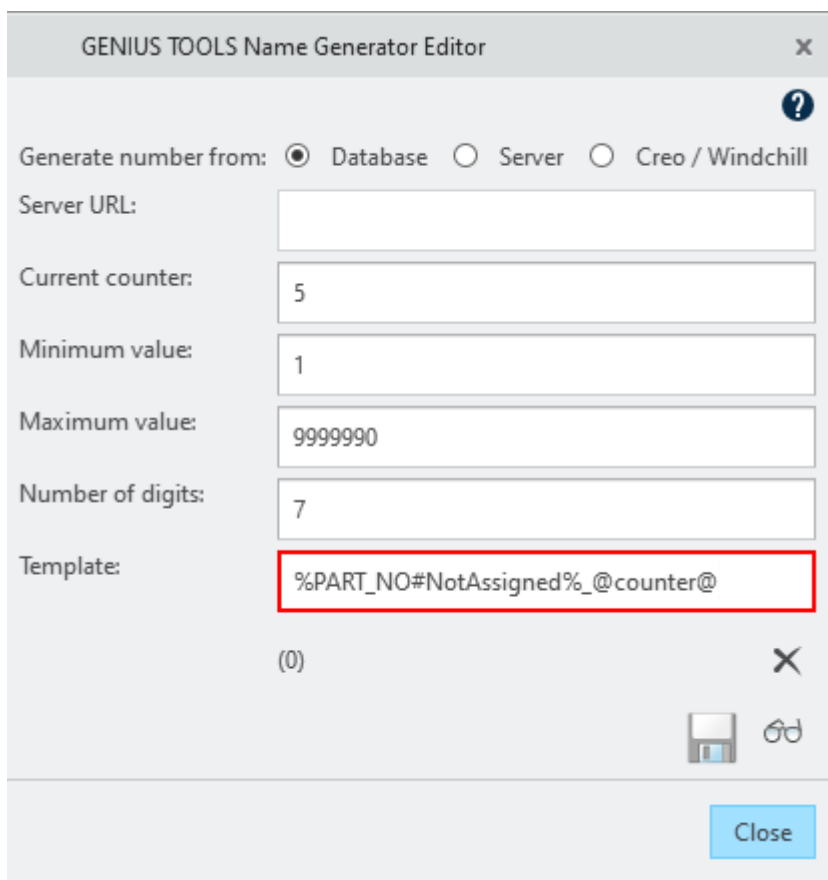 GENIUS TOOLS Name Generator Editor
Generate number from: Database Server Creo / Windchill
Server URL:
Current counter: 5
Minimum value: 1
Maximum value: 9999990
Number of digits: 7
Template: %PART_NO#NotAssigned%_@counter@
(0)
Close